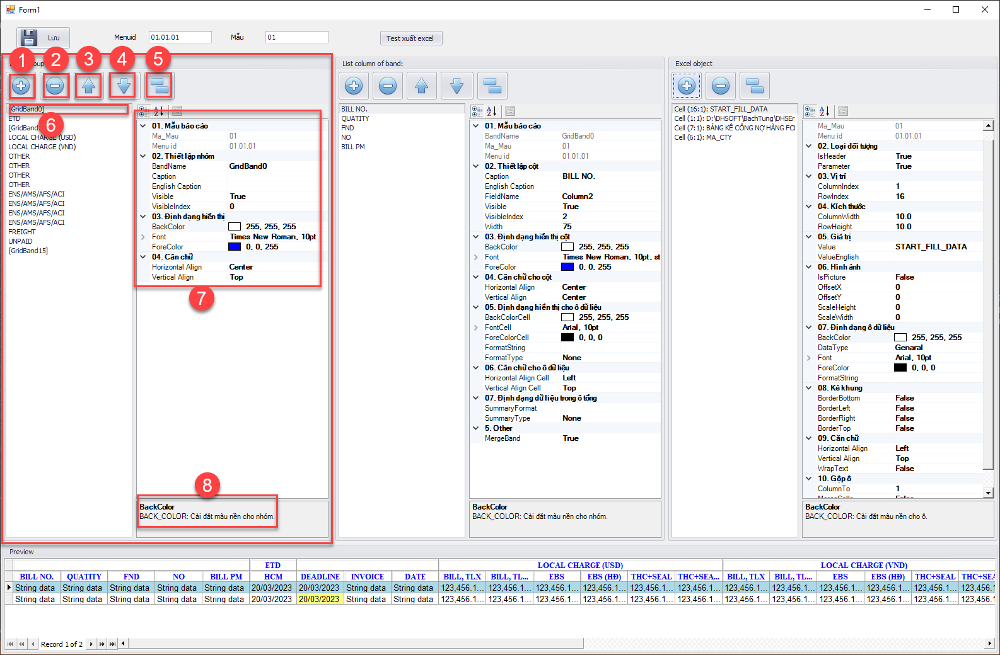 Form1
Lưu
Menuid
01.01.01
Mẫu
01
Test xuất excel
1
2
3
4
5
[GridBand0]
6
ETD
LOCAL CHARGE (USD)
LOCAL CHARGE (VND)
OTHER
OTHER
OTHER
OTHER
ENS/AMS/AFS/ACI
ENS/AMS/AFS/ACI
ENS/AMS/AFS/ACI
ENS/AMS/AFS/ACI
FREIGHT
UNPAID
[GridBand15]
01. Mẫu báo cáo
Ma_Mau 01
Menu id 01.01.01
02. Thiết lập nhóm
BandName GridBand0
Caption
English Caption
Visible True
VisibleIndex 0
03. Định dạng hiển thị
BackColor 255, 255, 255
Font Times New Roman, 10pt
ForeColor 0, 0, 255
04. Căn chữ
Horizontal Align Center
Vertical Align Top
7
8
BackColor
BACK_COLOR: Cài đặt màu nền cho nhóm.
List column of band:
BILL NO.
QUATITY
FND
NO
BILL PM
01. Mẫu báo cáo
BandName GridBand0
Ma_Mau 01
Menu id 01.01.01
02. Thiết lập cột
Caption BILL NO.
English Caption
FieldName Column2
Visible True
VisibleIndex 2
Width 75
03. Định dạng hiển thị cột
BackColor 255, 255, 255
Font Times New Roman, 10pt, st
ForeColor 0, 0, 255
04. Căn chữ cho cột
Horizontal Align Center
Vertical Align Center
05. Định dạng hiển thị cho ô dữ liệu
BackColorCell 255, 255, 255
FontCell Arial, 10pt
ForeColorCell 0, 0, 0
FormatString
FormatType None
06. Căn chữ cho ô dữ liệu
Horizontal Align Cell Left
Vertical Align Cell Top
07. Định dạng dữ liệu trong ô tổng
SummaryFormat
SummaryType None
5. Other
MergeBand True
BackColor
BACK_COLOR: Cài đặt màu nền cho nhóm.
Excel object
Cell (16:1): START_FILL_DATA
Cell (1:1): D:\DHSOFT\BachTung\DHSEr
Cell (7:1): BẢNG KÊ CÔNG NỢ HÀNG FCI
Cell (6:1): MA_CTY
Ma_Mau 01
Menu id 01.01.01
02. Loại đối tượng
IsHeader True
Parameter True
03. Vị trí
ColumnIndex 1
RowIndex 16
04. Kích thước
ColumnWidth 10.0
RowHeight 10.0
05. Giá trị
Value START_FILL_DATA
ValueEnglish
06. Hình ảnh
IsPicture False
OffsetX 0
OffsetY 0
ScaleHeight 0
ScaleWidth 0
07. Định dạng ô dữ liệu
BackColor 255, 255, 255
DataType Genaral
Font Arial, 10pt
ForeColor 0, 0, 0
FormatString
08. Kẻ khung
BorderBottom False
BorderLeft False
BorderRight False
BorderTop False
09. Căn chữ
Horizontal Align Left
Vertical Align Top
WrapText False
10. Gộp ô
ColumnTo 1
BackColor
BACK_COLOR: Cài đặt màu nền cho ô.
Preview
ETD LOCAL CHARGE (USD) LOCAL CHARGE (VND)
BILL NO. QUATITY FND NO BILL PM HCM DEADLINE INVOICE DATE BILL, TLX BILL, TL... EBS EBS (HĐ) THC+SEAL THC+SEA... BILL, TLX BILL, TL... EBS EBS (HĐ) THC+SEAL THC+SEA
String data String data String data String data String data 20/03/2023 20/03/2023 String data String data 123,456.1... 123,456.1... 123,456.1... 123,456.1... 123,456.1... 123,456.1... 123,456.1... 123,456.1... 123,456.1... 123,456.1... 123,456.1... 123,456.1
String data String data String data String data String data 20/03/2023 20/03/2023 String data String data 123,456.1... 123,456.1... 123,456.1... 123,456.1... 123,456.1... 123,456.1... 123,456.1... 123,456.1... 123,456.1... 123,456.1... 123,456.1... 123,456.1
Record 1 of 2